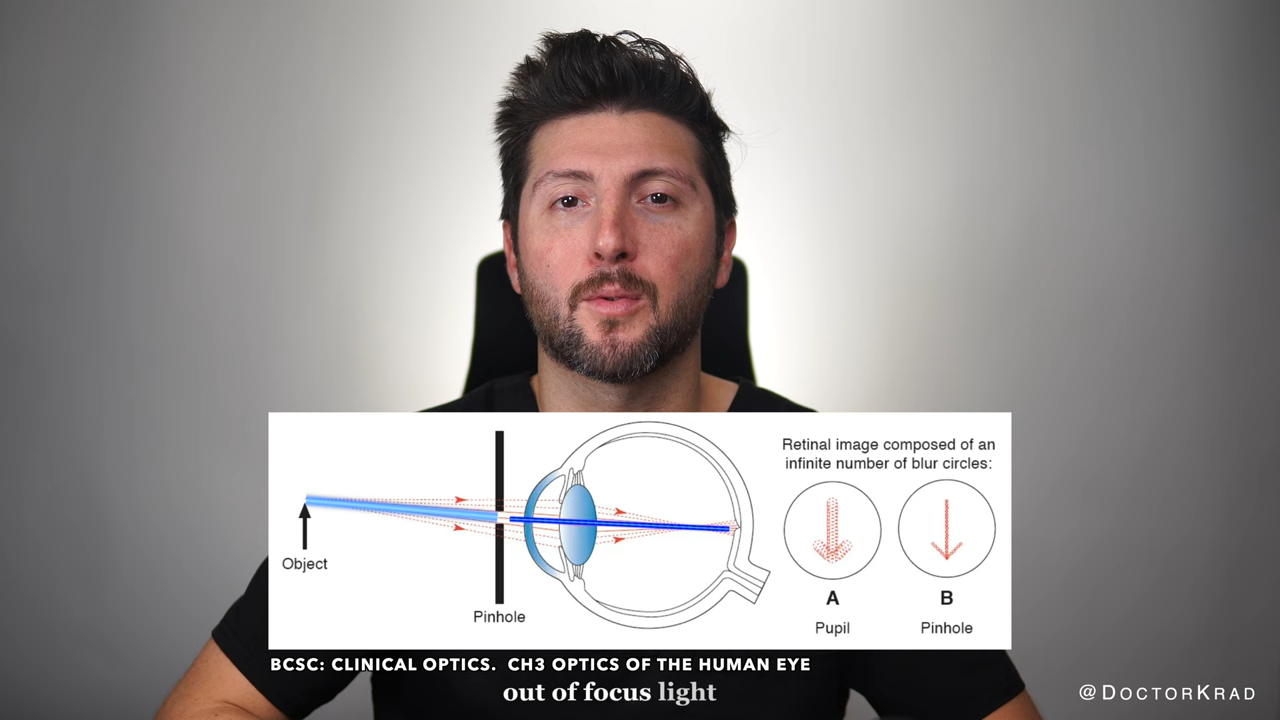 Retinal image composed of an
infinite number of blur circles:
Object
Pinhole
A
B
Pupil
Pinhole
BCSC: CLINICAL OPTICS. CH3 OPTICS OF THE HUMAN EYE
out of focus light
@DOCTORKRAD